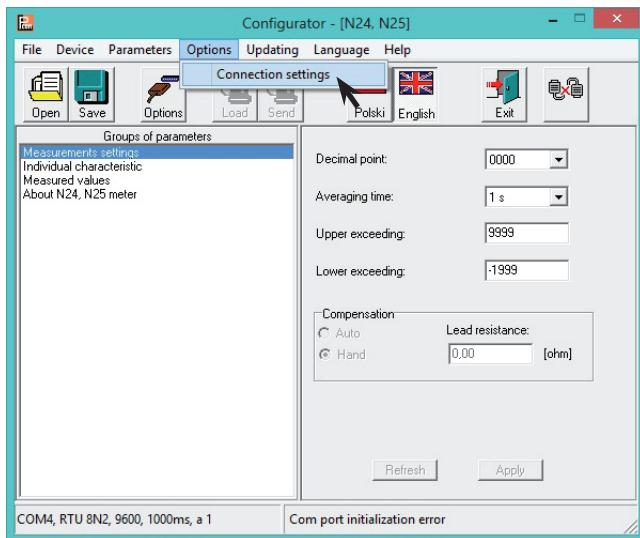 Configurator - [N24, N25]
File Device Parameters Options Updating Language Help
Connection settings
Open Save Options Load Send Polski English Exit
Groups of parameters
Measurements settings
Individual characteristic
Measured values
About N24, N25 meter
Decimal point: 0000
Averaging time: 1 s
Upper exceeding: 9999
Lower exceeding: -1999
Compensation
Auto
Lead resistance:
Hand
0,00 [ohm]
Refresh Apply
COM4, RTU 8N2, 9600, 1000ms, a 1 Com port initialization error